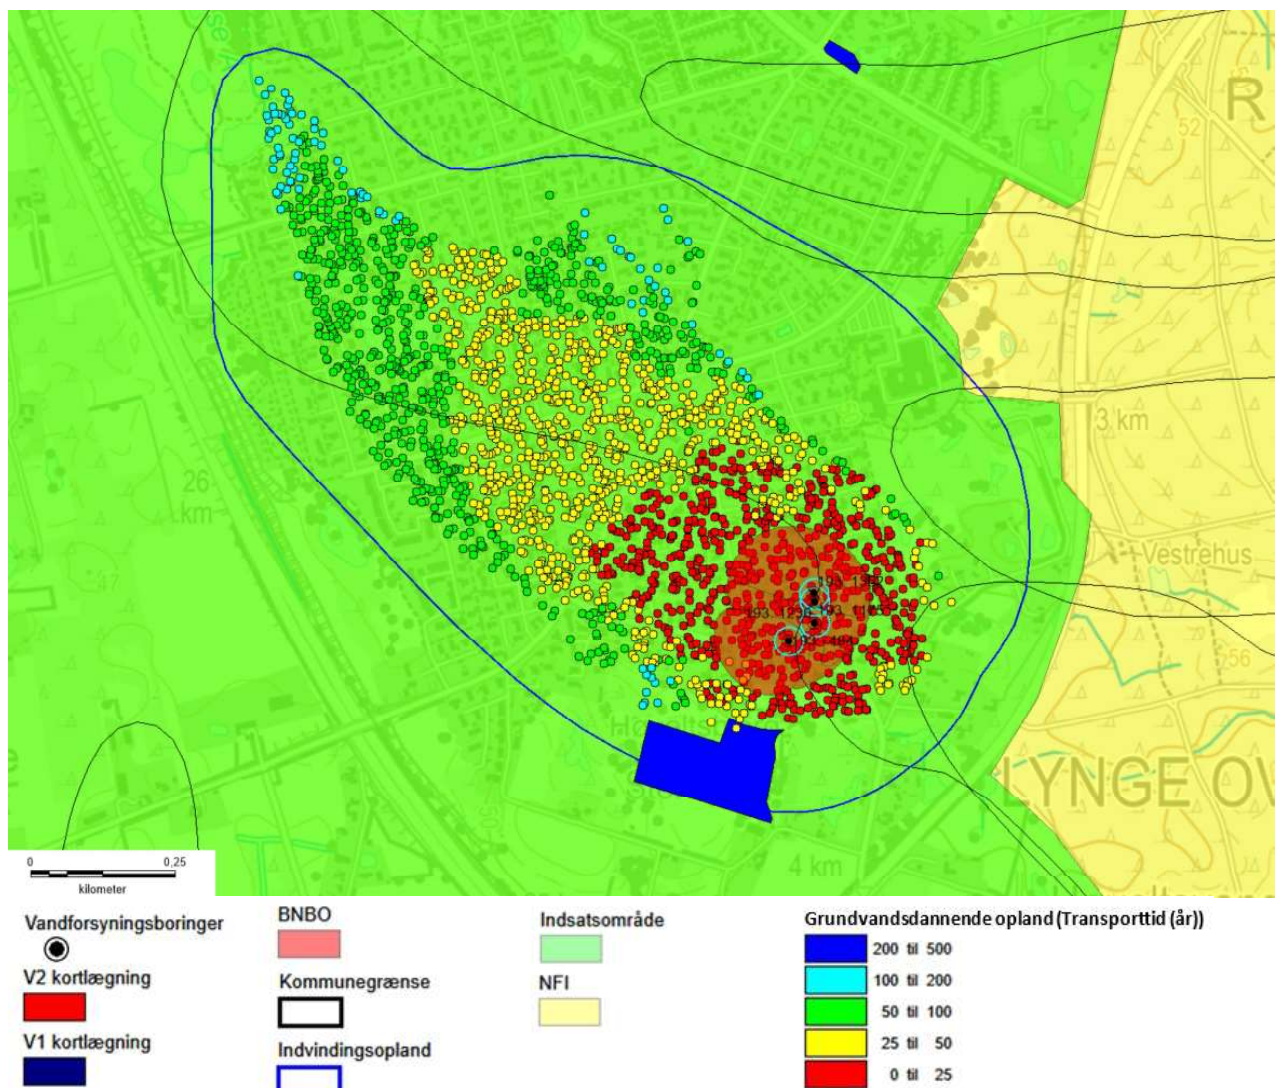 R
52
26
km
3 km
47
Vestrehus
56
LYNGE OV
4 km
0 0,25
kilometer
Vandforsyningsboringer
V2 kortlægning
V1 kortlægning
BNBO
Kommunegrænse
Indvindingsopland
Indsatsområde
NFI
Grundvandsdannende opland (Transporttid (år))
200 til 500
100 til 200
50 til 100
25 til 50
0 til 25